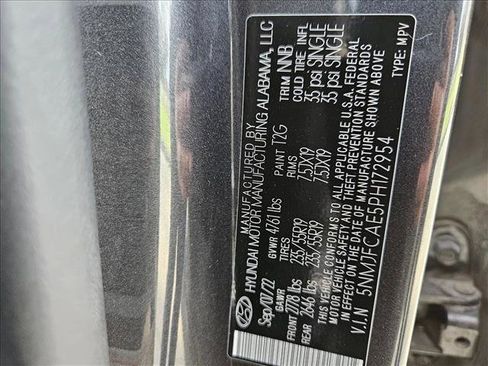 HYUNDAI MOTOR MANUFACTURING ALABAMA, LLC
Sep/07/22 GVWR 4761 lbs PAINT T2G TRIM NNB
GAWR TIRES RIMS COLD TIRE INFL
FRONT 2778 lbs 235/55R19 7.5JX19 35 psi SINGLE
REAR 2646 lbs 235/55R19 7.5JX19 35 psi SINGLE
THIS VEHICLE CONFORMS TO ALL APPLICABLE U.S.A. FEDERAL
MOTOR VEHICLE SAFETY AND THEFT PREVENTION STANDARDS
IN EFFECT ON THE DATE OF MANUFACTURE SHOWN ABOVE
V.I.N 5NMJFCAE5PH172954 TYPE: MPV